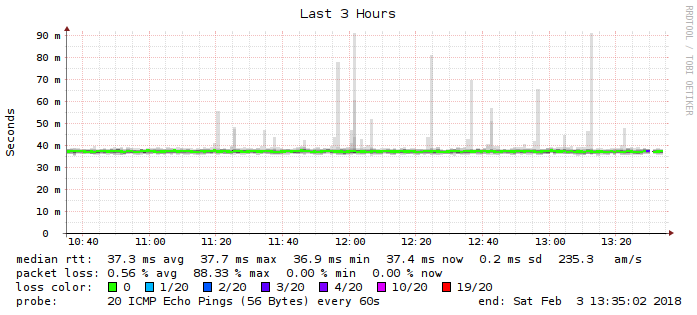 Last 3 Hours
RRDTOOL / TOBI OETIKER
Seconds
90 m
80 m
70 m
60 m
50 m
40 m
30 m
20 m
10 m
0
10:40 11:00 11:20 11:40 12:00 12:20 12:40 13:00 13:20
median rtt: 37.3 ms avg 37.7 ms max 36.9 ms min 37.4 ms now 0.2 ms sd 235.3 am/s
packet loss: 0.56 % avg 88.33 % max 0.00 % min 0.00 % now
loss color: 0 1/20 2/20 3/20 4/20 10/20 19/20
probe: 20 ICMP Echo Pings (56 Bytes) every 60s end: Sat Feb 3 13:35:02 2018